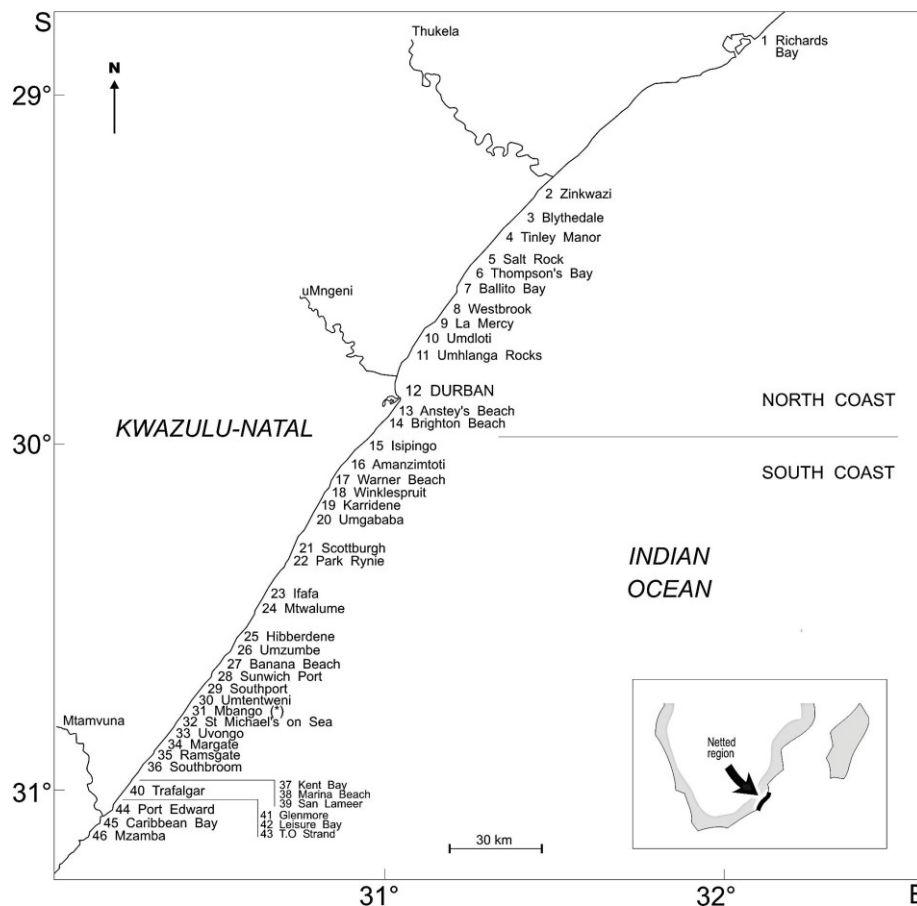 S
Thukela
1 Richards
Bay
N
29°
2 Zinkwazi
3 Blythedale
4 Tinley Manor
5 Salt Rock
6 Thompson's Bay
7 Ballito Bay
uMngeni
8 Westbrook
9 La Mercy
10 Umdloti
11 Umhlanga Rocks
12 DURBAN
NORTH COAST
13 Anstey's Beach
14 Brighton Beach
KWAZULU-NATAL
30°
15 Isipingo
16 Amanzimtoti
SOUTH COAST
17 Warner Beach
18 Winklespruit
19 Karridene
20 Umgababa
21 Scottburgh
22 Park Rynie
INDIAN
OCEAN
23 Ifafa
24 Mtwalume
25 Hibberdene
26 Umzumbe
27 Banana Beach
28 Sunwich Port
29 Southport
30 Umtentweni
31 Mbango (*)
Mtamvuna
32 St Michael's on Sea
33 Uvongo
34 Margate
35 Ramsgate
36 Southbroom
Netted
region
31°
37 Kent Bay
38 Marina Beach
39 San Lameer
40 Trafalgar
41 Glenmore
42 Leisure Bay
43 T.O Strand
44 Port Edward
45 Caribbean Bay
46 Mzamba
30 km
31°
32°
E